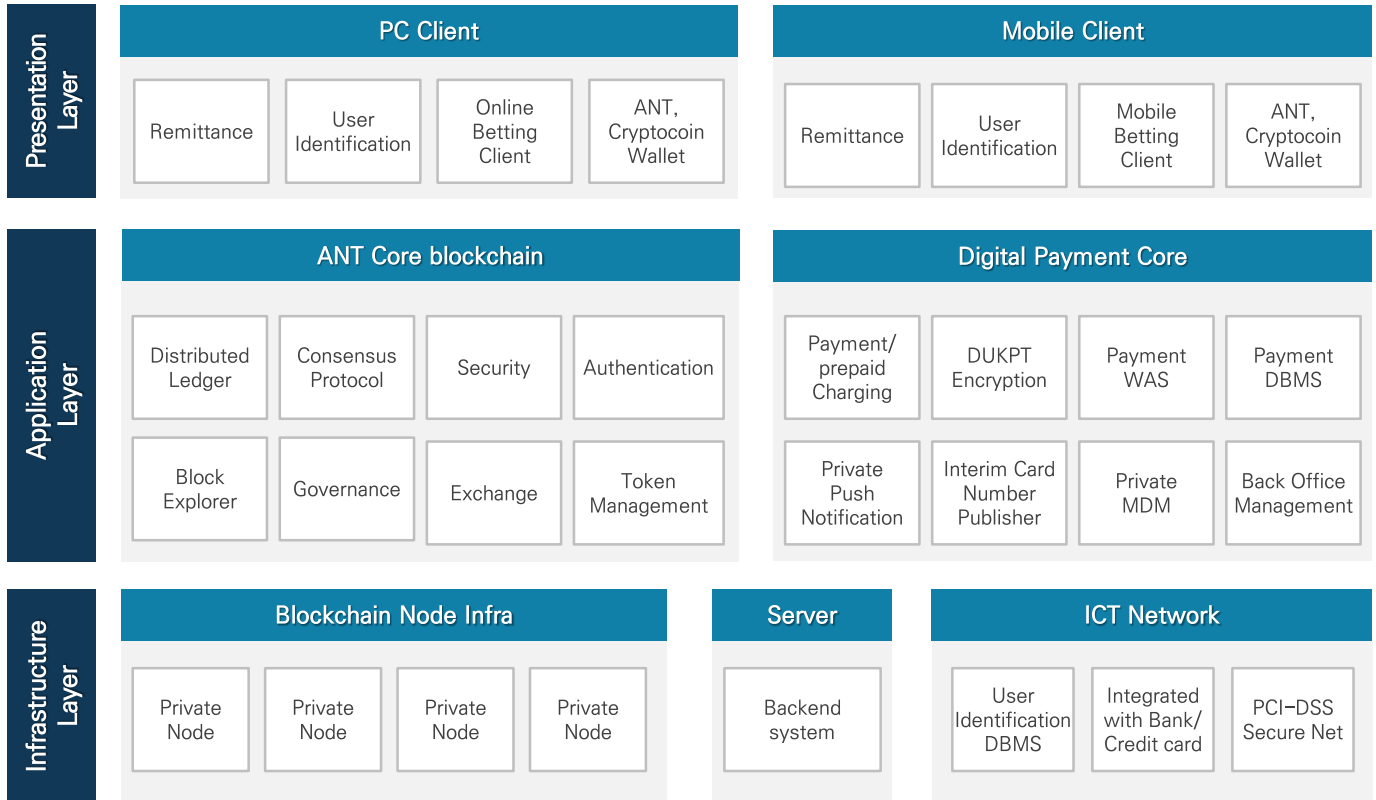 Presentation
Layer
PC Client
Remittance
User
Identification
Online
Betting
Client
ANT,
Cryptocoin
Wallet
Mobile Client
Remittance
User
Identification
Mobile
Betting
Client
ANT,
Cryptocoin
Wallet
Application
Layer
ANT Core blockchain
Distributed
Ledger
Consensus
Protocol
Security
Authentication
Block
Explorer
Governance
Exchange
Token
Management
Digital Payment Core
Payment/
prepaid
Charging
DUKPT
Encryption
Payment
WAS
Payment
DBMS
Private
Push
Notification
Interim Card
Number
Publisher
Private
MDM
Back Office
Management
Infrastructure
Layer
Blockchain Node Infra
Private
Node
Private
Node
Private
Node
Private
Node
Server
Backend
system
ICT Network
User
Identification
DBMS
Integrated
with Bank/
Credit card
PCI-DSS
Secure Net